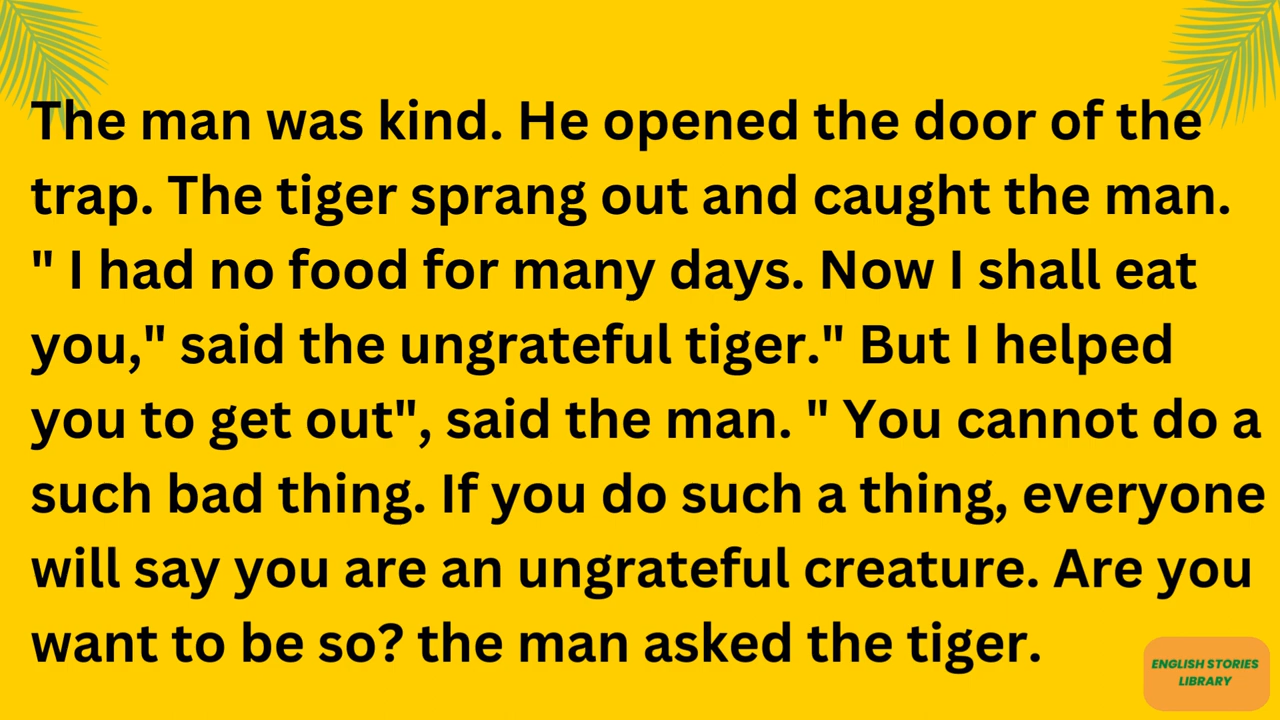 The man was kind. He opened the door of the
trap. The tiger sprang out and caught the man.
" I had no food for many days. Now I shall eat
you," said the ungrateful tiger." But I helped
you to get out", said the man. " You cannot do a
such bad thing. If you do such a thing, everyone
will say you are an ungrateful creature. Are you
want to be so? the man asked the tiger.
ENGLISH STORIES
LIBRARY